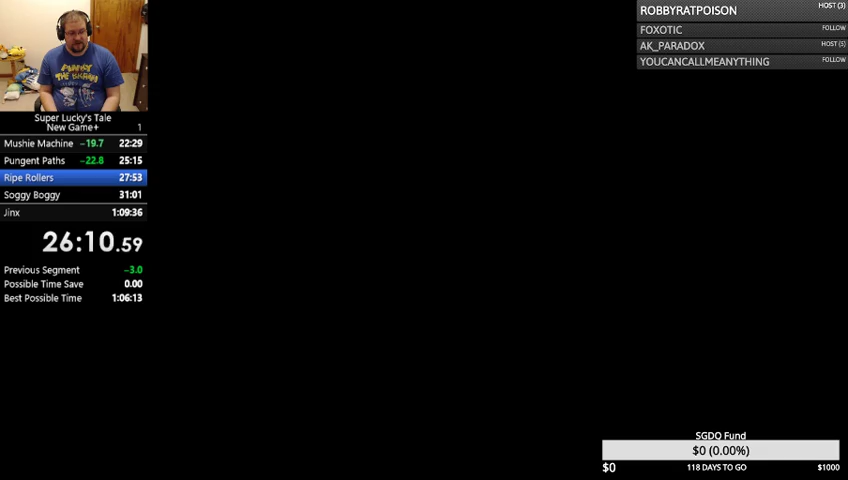 ROBBYRATPOISON HOST (3)
FOXOTIC FOLLOW
AK_PARADOX HOST (5)
YOUCANCALLMEANYTHING FOLLOW
Super Lucky's Tale
New Game+ 1
Mushie Machine −19.7 22:29
Pungent Paths −22.8 25:15
Ripe Rollers 27:53
Soggy Boggy 31:01
Jinx 1:09:36
26:10.59
Previous Segment −3.0
Possible Time Save 0.00
Best Possible Time 1:06:13
SGDQ Fund
$0 (0.00%)
$0 118 DAYS TO GO $1000